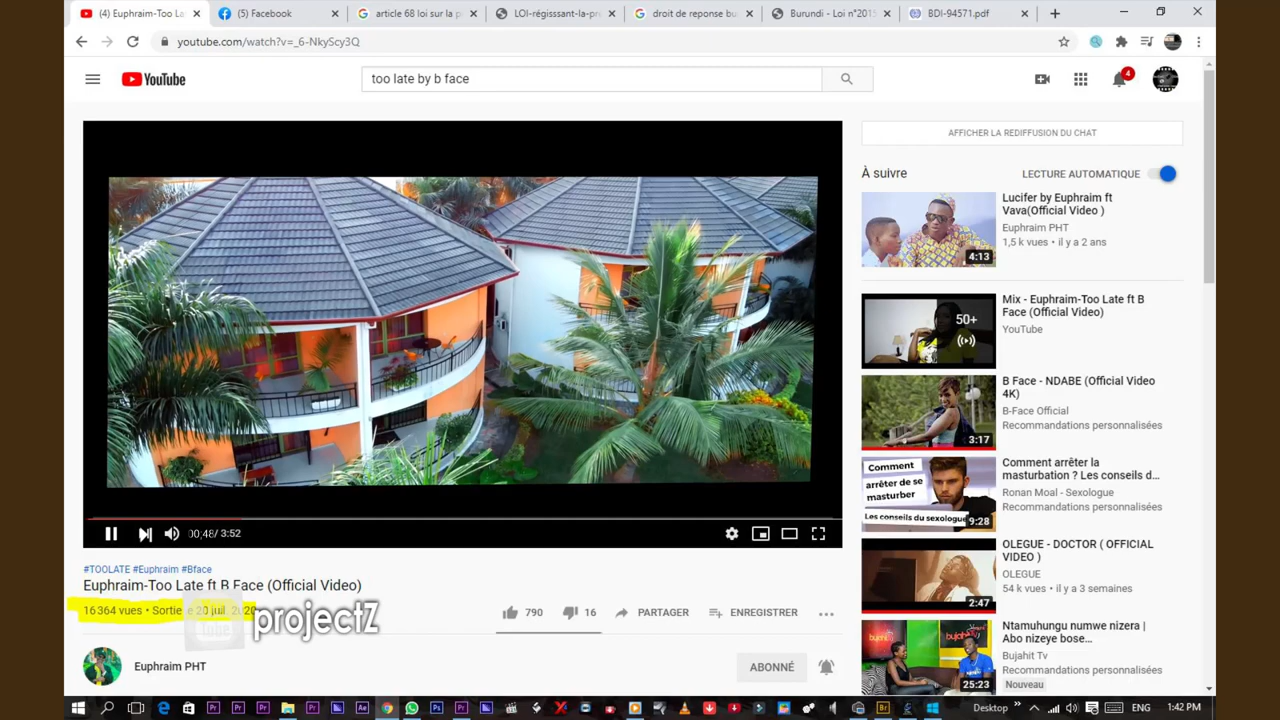 (4) Euphraim-Too La
(5) Facebook
article 68 loi sur la p
LOI-régissant-la-pr
droit de reponse bu
Burundi - Loi n°2015
BDI-94571.pdf
youtube.com/watch?v=_6-NkyScy3Q
YouTube
too late by b face
4
AFFICHER LA REDIFFUSION DU CHAT
À suivre
LECTURE AUTOMATIQUE
Lucifer by Euphraim ft
Vava(Official Video )
Euphraim PHT
1,5 k vues • il y a 2 ans
4:13
Mix - Euphraim-Too Late ft B
Face (Official Video)
YouTube
50+
B Face - NDABE (Official Video
4K)
B-Face Official
Recommandations personnalisées
3:17
Comment arrêter la
masturbation ? Les conseils d...
Ronan Moal - Sexologue
Recommandations personnalisées
Comment
arrêter de se
masturber
Les conseils du sexologue
9:28
OLEGUE - DOCTOR ( OFFICIAL
VIDEO )
OLEGUE
54 k vues • il y a 3 semaines
2:47
Ntamuhungu numwe nizera |
Abo nizeye bose...
Bujahit Tv
Recommandations personnalisées
Nouveau
25:23
00:48/ 3:52
#TOOLATE #Euphraim #Bface
Euphraim-Too Late ft B Face (Official Video)
16 364 vues • Sortie le 20 juil. 2020
projectZ
790
16
PARTAGER
ENREGISTRER
Euphraim PHT
ABONNÉ
Desktop
ENG
1:42 PM